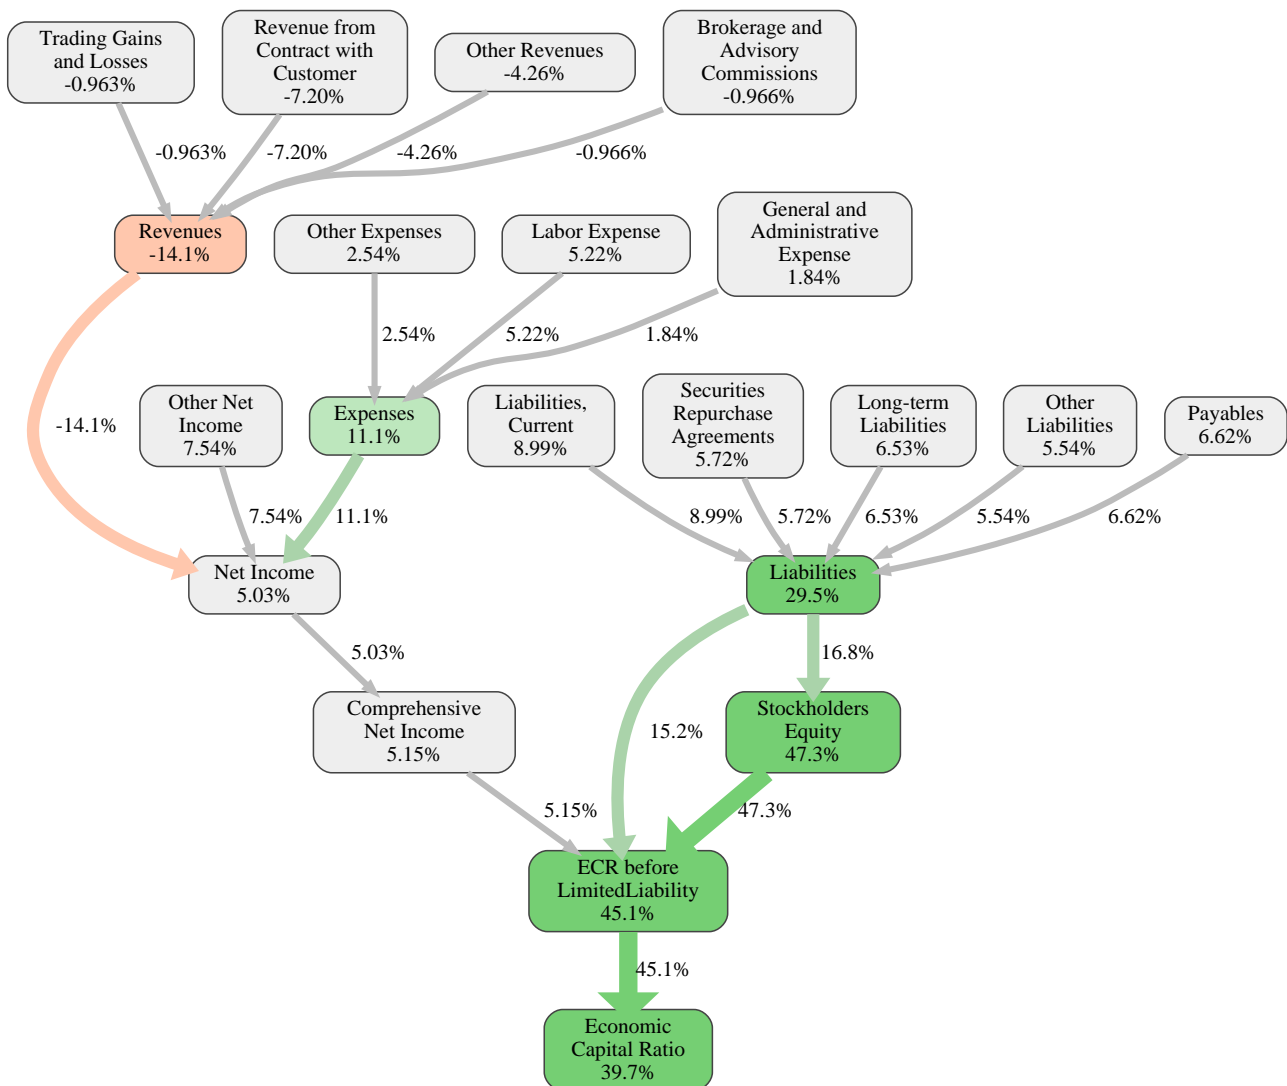 Trading Gains
and Losses
-0.963%
Revenue from
Contract with
Customer
-7.20%
Other Revenues
-4.26%
Brokerage and
Advisory
Commissions
-0.966%
-0.963%
-7.20%
-4.26%
-0.966%
Revenues
-14.1%
Other Expenses
2.54%
Labor Expense
5.22%
General and
Administrative
Expense
1.84%
2.54%
5.22%
1.84%
-14.1%
Other Net
Income
7.54%
Expenses
11.1%
Liabilities,
Current
8.99%
Securities
Repurchase
Agreements
5.72%
Long-term
Liabilities
6.53%
Other
Liabilities
5.54%
Payables
6.62%
7.54%
11.1%
8.99%
5.72%
6.53%
5.54%
6.62%
Net Income
5.03%
Liabilities
29.5%
5.03%
16.8%
Comprehensive
Net Income
5.15%
15.2%
Stockholders
Equity
47.3%
5.15%
47.3%
ECR before
LimitedLiability
45.1%
45.1%
Economic
Capital Ratio
39.7%